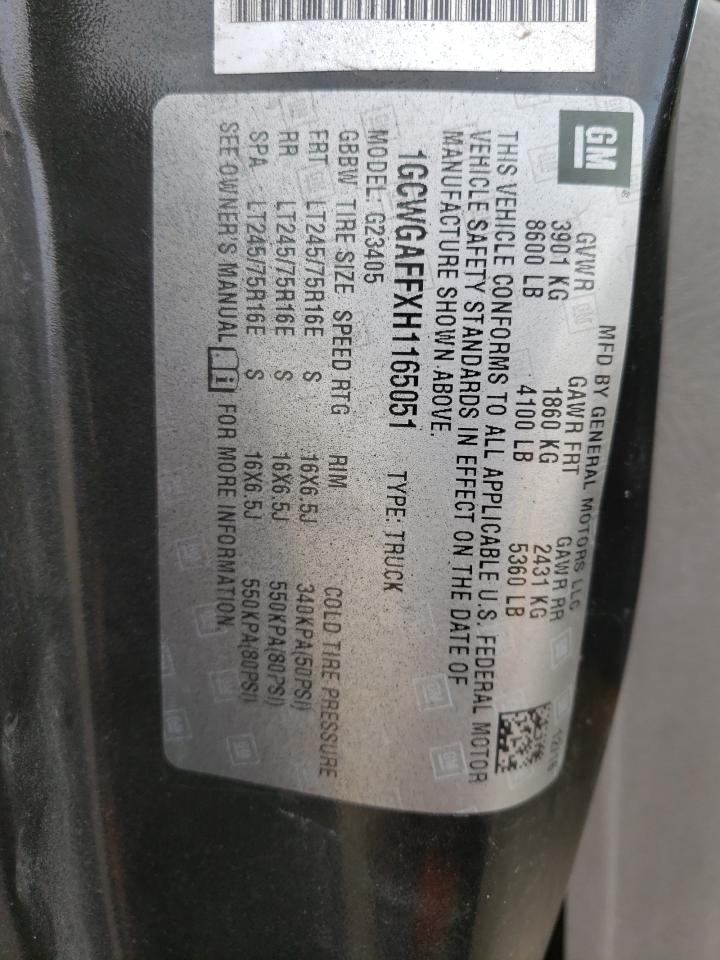 GM
MFD BY GENERAL MOTORS LLC
GVWR GAWR FRT GAWR RR
3901 KG 1860 KG 2431 KG
8600 LB 4100 LB 5360 LB
THIS VEHICLE CONFORMS TO ALL APPLICABLE U.S. FEDERAL MOTOR
VEHICLE SAFETY STANDARDS IN EFFECT ON THE DATE OF
MANUFACTURE SHOWN ABOVE.
1GCWGAFFXH1165051 TYPE: TRUCK
MODEL: G23405
GBBW TIRE SIZE SPEED RTG RIM COLD TIRE PRESSURE
FRT LT245/75R16E S 16X6.5J 340KPA(50PSI)
RR LT245/75R16E S 16X6.5J 550KPA(80PSI)
SPA LT245/75R16E S 16X6.5J 550KPA(80PSI)
SEE OWNER'S MANUAL i FOR MORE INFORMATION.